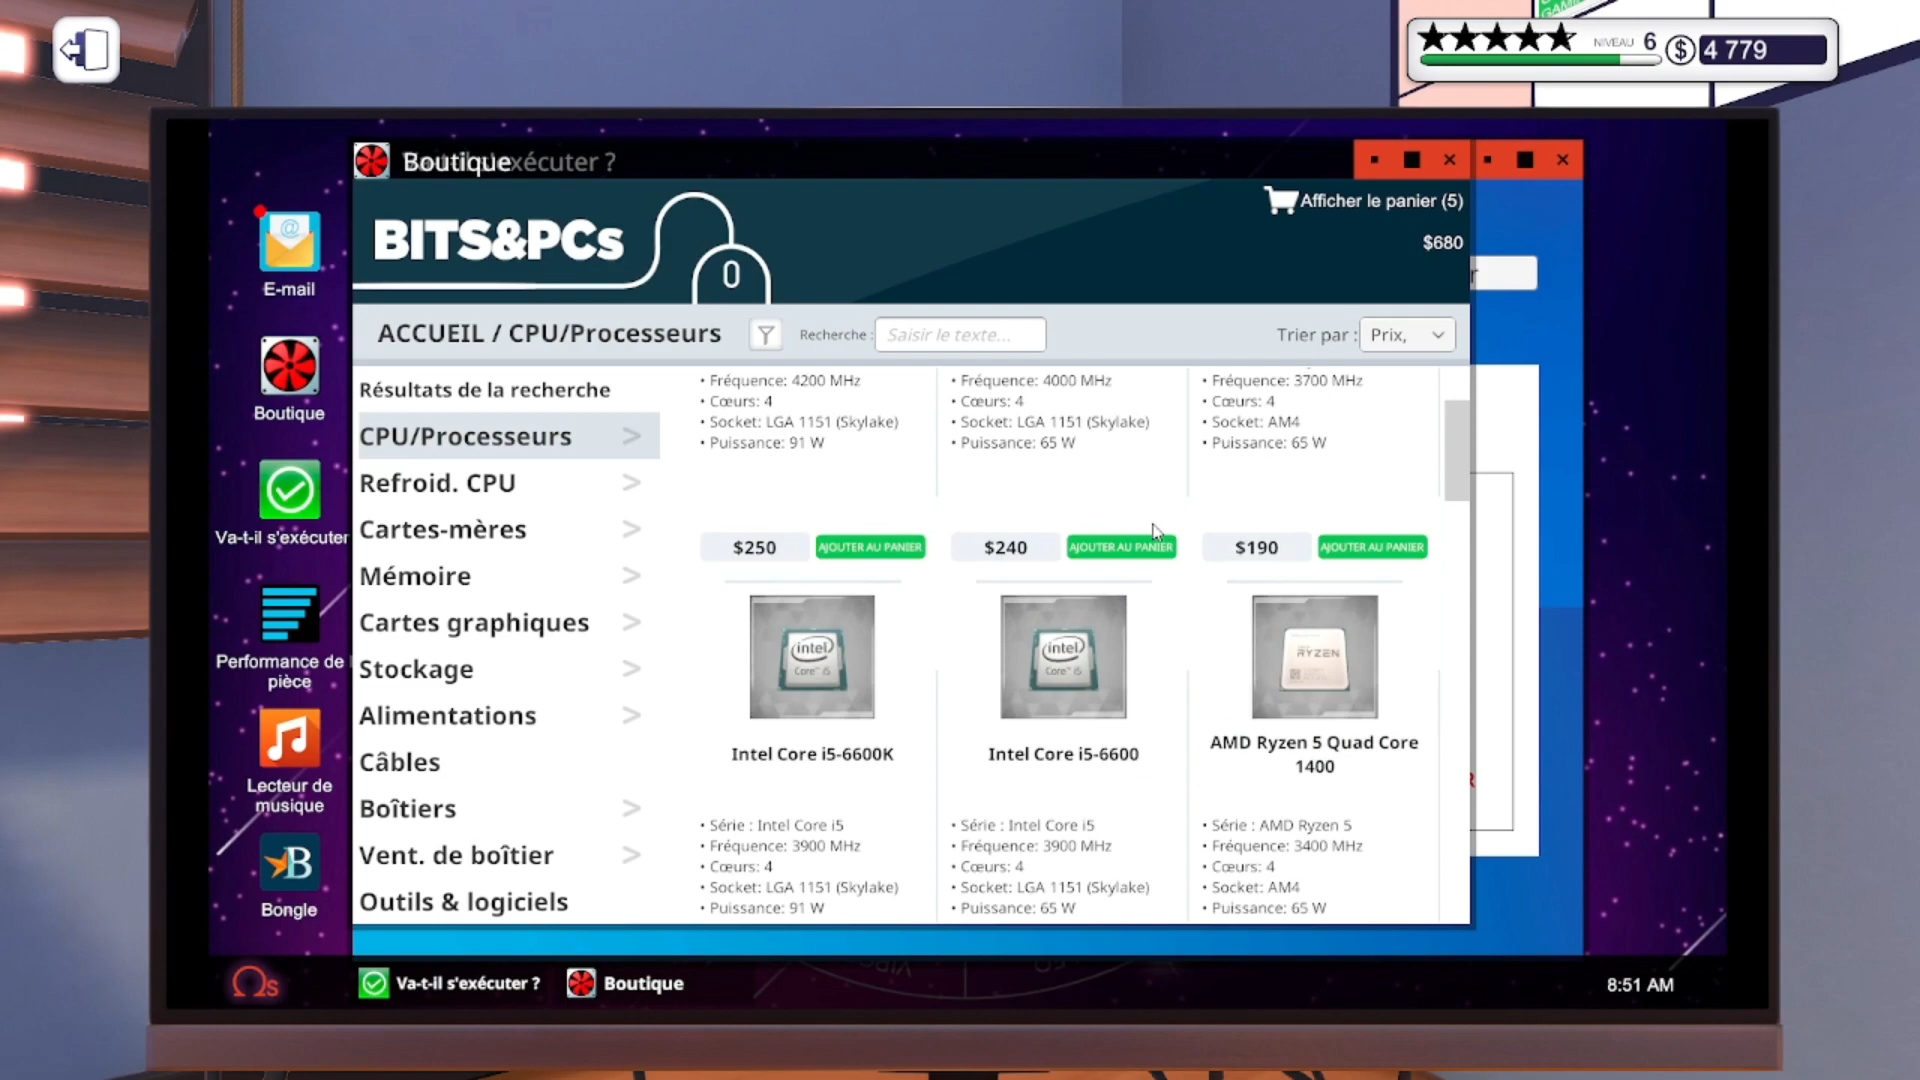 NIVEAU 6 $ 4 779
Boutique
Afficher le panier (5)
$680
BITS&PCs
ACCUEIL / CPU/Processeurs
Recherche :
Saisir le texte...
Trier par :
Prix,
E-mail
Boutique
Va-t-il s'exécuter
Performance de
pièce
Lecteur de
musique
Bongle
Résultats de la recherche
CPU/Processeurs
Refroid. CPU
Cartes-mères
Mémoire
Cartes graphiques
Stockage
Alimentations
Câbles
Boîtiers
Vent. de boîtier
Outils & logiciels
• Fréquence: 4200 MHz
• Cœurs: 4
• Socket: LGA 1151 (Skylake)
• Puissance: 91 W
$250
AJOUTER AU PANIER
• Fréquence: 4000 MHz
• Cœurs: 4
• Socket: LGA 1151 (Skylake)
• Puissance: 65 W
$240
AJOUTER AU PANIER
• Fréquence: 3700 MHz
• Cœurs: 4
• Socket: AM4
• Puissance: 65 W
$190
AJOUTER AU PANIER
intel
Core™ i5
Intel Core i5-6600K
• Série : Intel Core i5
• Fréquence: 3900 MHz
• Cœurs: 4
• Socket: LGA 1151 (Skylake)
• Puissance: 91 W
intel
Core™ i5
Intel Core i5-6600
• Série : Intel Core i5
• Fréquence: 3900 MHz
• Cœurs: 4
• Socket: LGA 1151 (Skylake)
• Puissance: 65 W
RYZEN
AMD Ryzen 5 Quad Core
1400
• Série : AMD Ryzen 5
• Fréquence: 3400 MHz
• Cœurs: 4
• Socket: AM4
• Puissance: 65 W
Ωs
Va-t-il s'exécuter ?
Boutique
8:51 AM